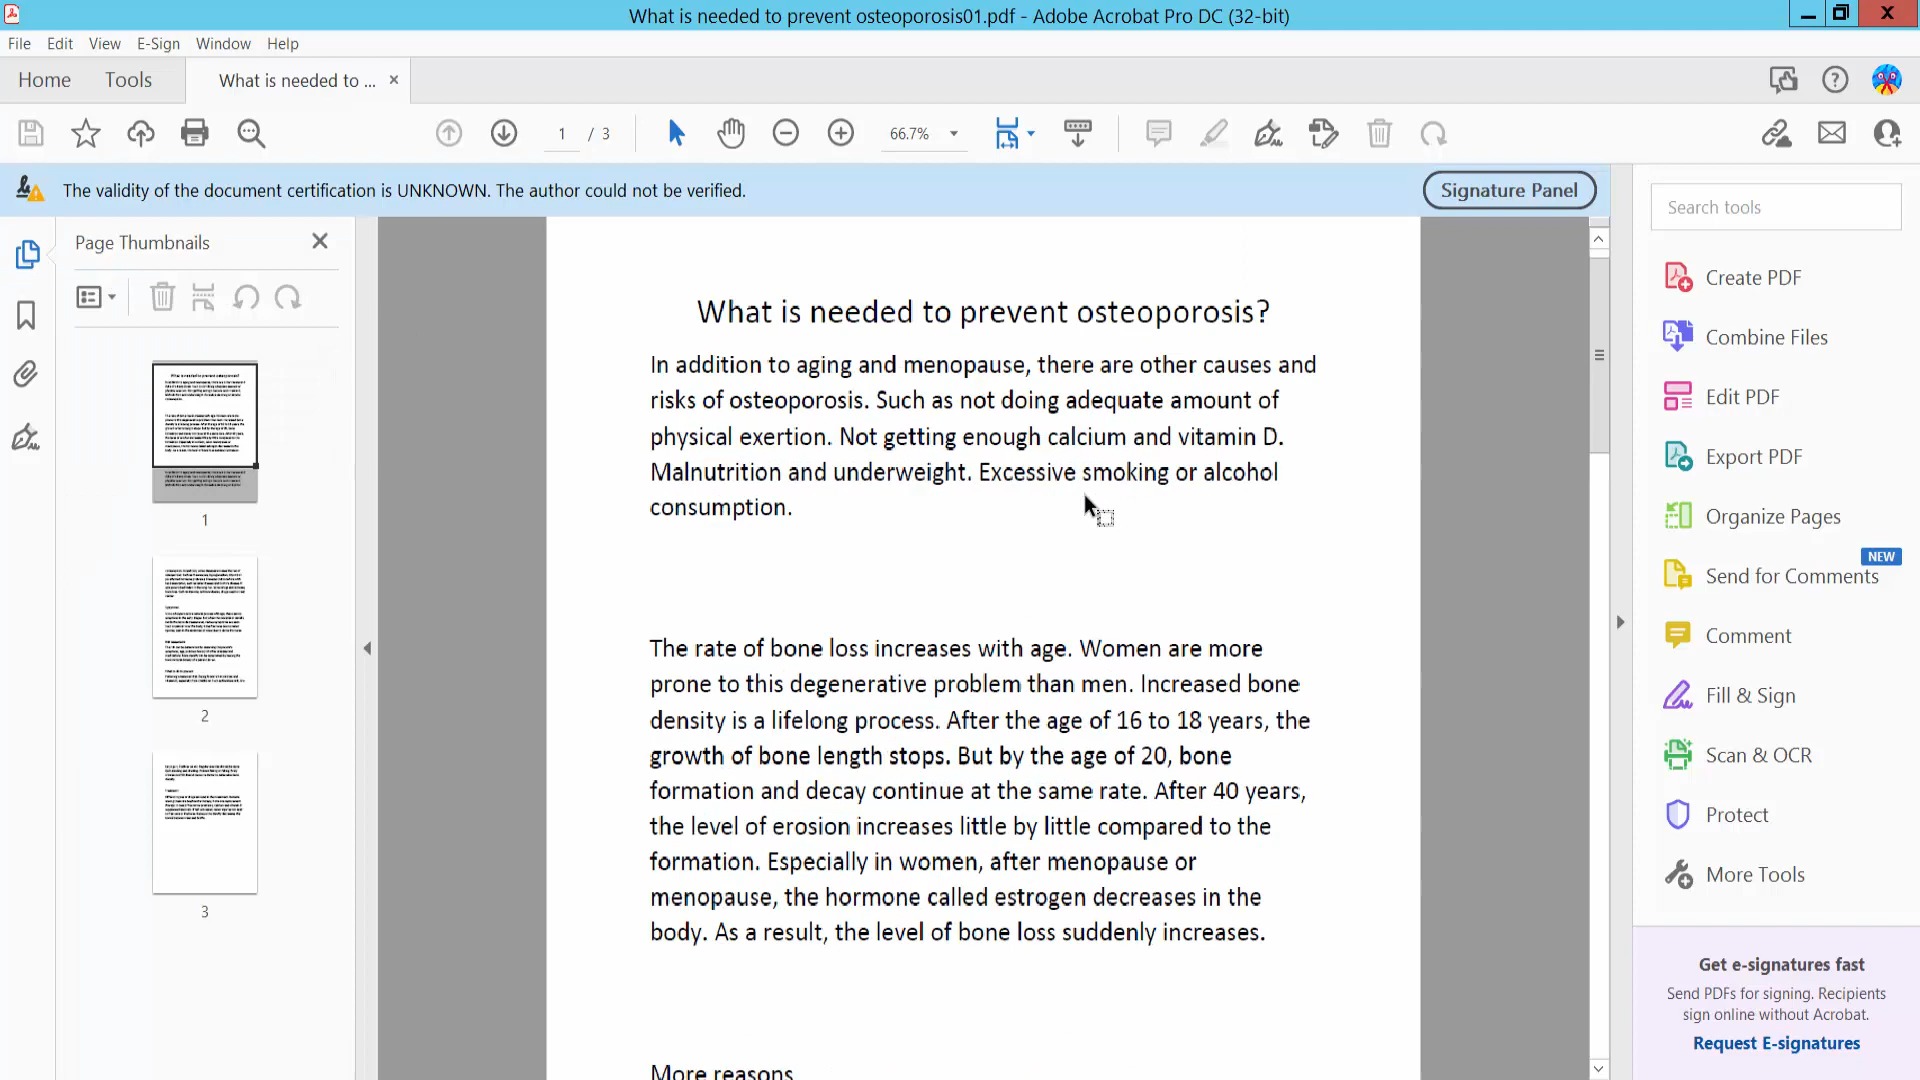 What is needed to prevent osteoporosis01.pdf - Adobe Acrobat Pro DC (32-bit)
File Edit View E-Sign Window Help
Home Tools What is needed to ... ×
1 / 3 66.7%
The validity of the document certification is UNKNOWN. The author could not be verified.
Signature Panel
Search tools
Page Thumbnails
1
2
3
What is needed to prevent osteoporosis?
In addition to aging and menopause, there are other causes and
risks of osteoporosis. Such as not doing adequate amount of
physical exertion. Not getting enough calcium and vitamin D.
Malnutrition and underweight. Excessive smoking or alcohol
consumption.
The rate of bone loss increases with age. Women are more
prone to this degenerative problem than men. Increased bone
density is a lifelong process. After the age of 16 to 18 years, the
growth of bone length stops. But by the age of 20, bone
formation and decay continue at the same rate. After 40 years,
the level of erosion increases little by little compared to the
formation. Especially in women, after menopause or
menopause, the hormone called estrogen decreases in the
body. As a result, the level of bone loss suddenly increases.
More reasons
Create PDF
Combine Files
Edit PDF
Export PDF
Organize Pages
NEW
Send for Comments
Comment
Fill & Sign
Scan & OCR
Protect
More Tools
Get e-signatures fast
Send PDFs for signing. Recipients
sign online without Acrobat.
Request E-signatures